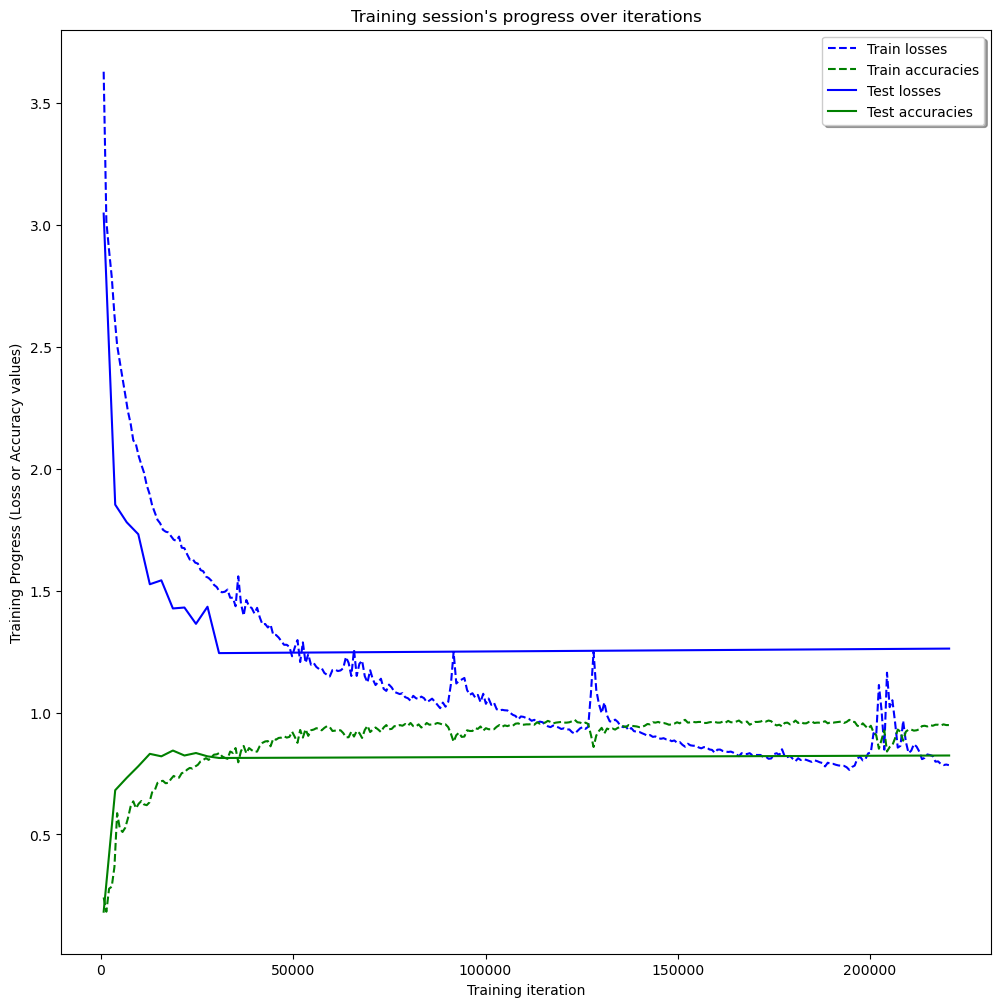 Training session's progress over iterations
Train losses
Train accuracies
Test losses
Test accuracies
Training Progress (Loss or Accuracy values)
3.5
3.0
2.5
2.0
1.5
1.0
0.5
0
50000
100000
150000
200000
Training iteration